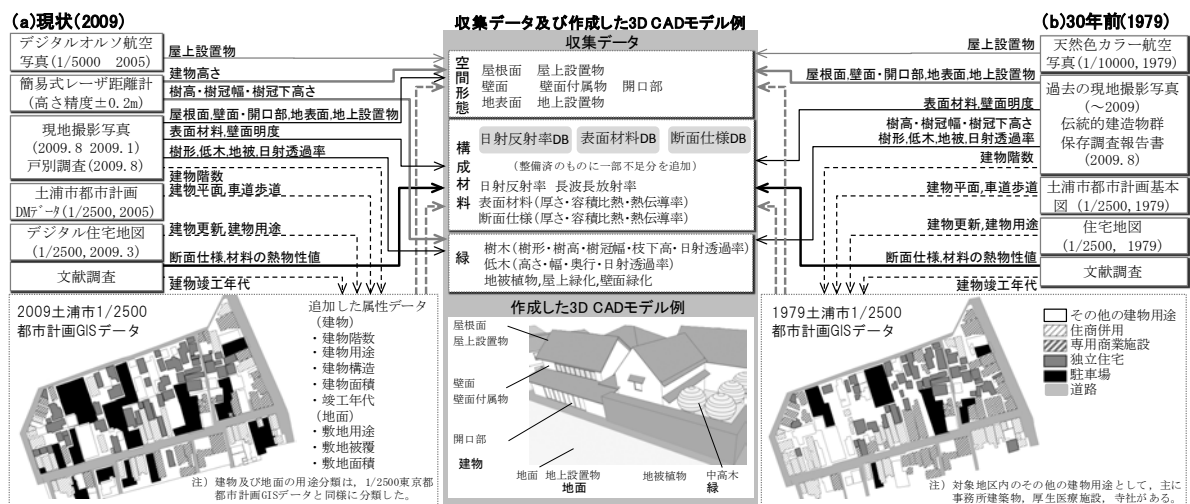 (a)現状(2009)
デジタルオルソ航空
写真(1/5000 2005)
簡易式レーザ距離計
(高さ精度±0.2m)
現地撮影写真
(2009.8 2009.1)
戸別調査(2009.8)
土浦市都市計画
DMﾃﾞｰﾀ(1/2500,2005)
デジタル住宅地図
(1/2500,2009.3)
文献調査
屋上設置物
建物高さ
樹高・樹冠幅・樹冠下高さ
屋根面,壁面・開口部,地表面,地上設置物
表面材料,壁面明度
樹形,低木,地被,日射透過率
建物階数
建物平面,車道歩道
建物更新,建物用途
断面仕様,材料の熱物性値
建物竣工年代
2009土浦市1/2500
都市計画GISデータ
追加した属性データ
(建物)
・建物階数
・建物用途
・建物構造
・建物面積
・竣工年代
(地面)
・敷地用途
・敷地被覆
・敷地面積
注）建物及び地面の用途分類は，1/2500東京都
都市計画GISデータと同様に分類した。
収集データ及び作成した3D CADモデル例
収集データ
空間形態
屋根面 屋上設置物
壁面 壁面付属物 開口部
地表面 地上設置物
構成材料
日射反射率DB 表面材料DB 断面仕様DB
(整備済のものに一部不足分を追加)
日射反射率 長波長放射率
表面材料(厚さ・容積比熱・熱伝導率)
断面仕様(厚さ・容積比熱・熱伝導率)
緑
樹木(樹形・樹高・樹冠幅・枝下高・日射透過率)
低木(高さ・幅・奥行・日射透過率)
地被植物,屋上緑化,壁面緑化
作成した3D CADモデル例
屋根面
屋上設置物
壁面
壁面付属物
開口部
建物
地面 地上設置物
地面
地被植物
中高木
緑
(b)30年前(1979)
天然色カラー航空
写真(1/10000,1979)
過去の現地撮影写真
(～2009)
伝統的建造物群
保存調査報告書
(2009.8)
土浦市都市計画基本
図(1/2500,1979)
住宅地図
(1/2500, 1979)
文献調査
屋上設置物
屋根面,壁面・開口部,地表面,地上設置物
表面材料,壁面明度
樹高・樹冠幅・樹冠下高さ
樹形,低木,地被,日射透過率
建物階数
建物平面,車道歩道
建物更新,建物用途
断面仕様,材料の熱物性値
建物竣工年代
1979土浦市1/2500
都市計画GISデータ
その他の建物用途
住商併用
専用商業施設
独立住宅
駐車場
道路
注）対象地区内のその他の建物用途として，主に
事務所建築物，厚生医療施設，寺社がある。